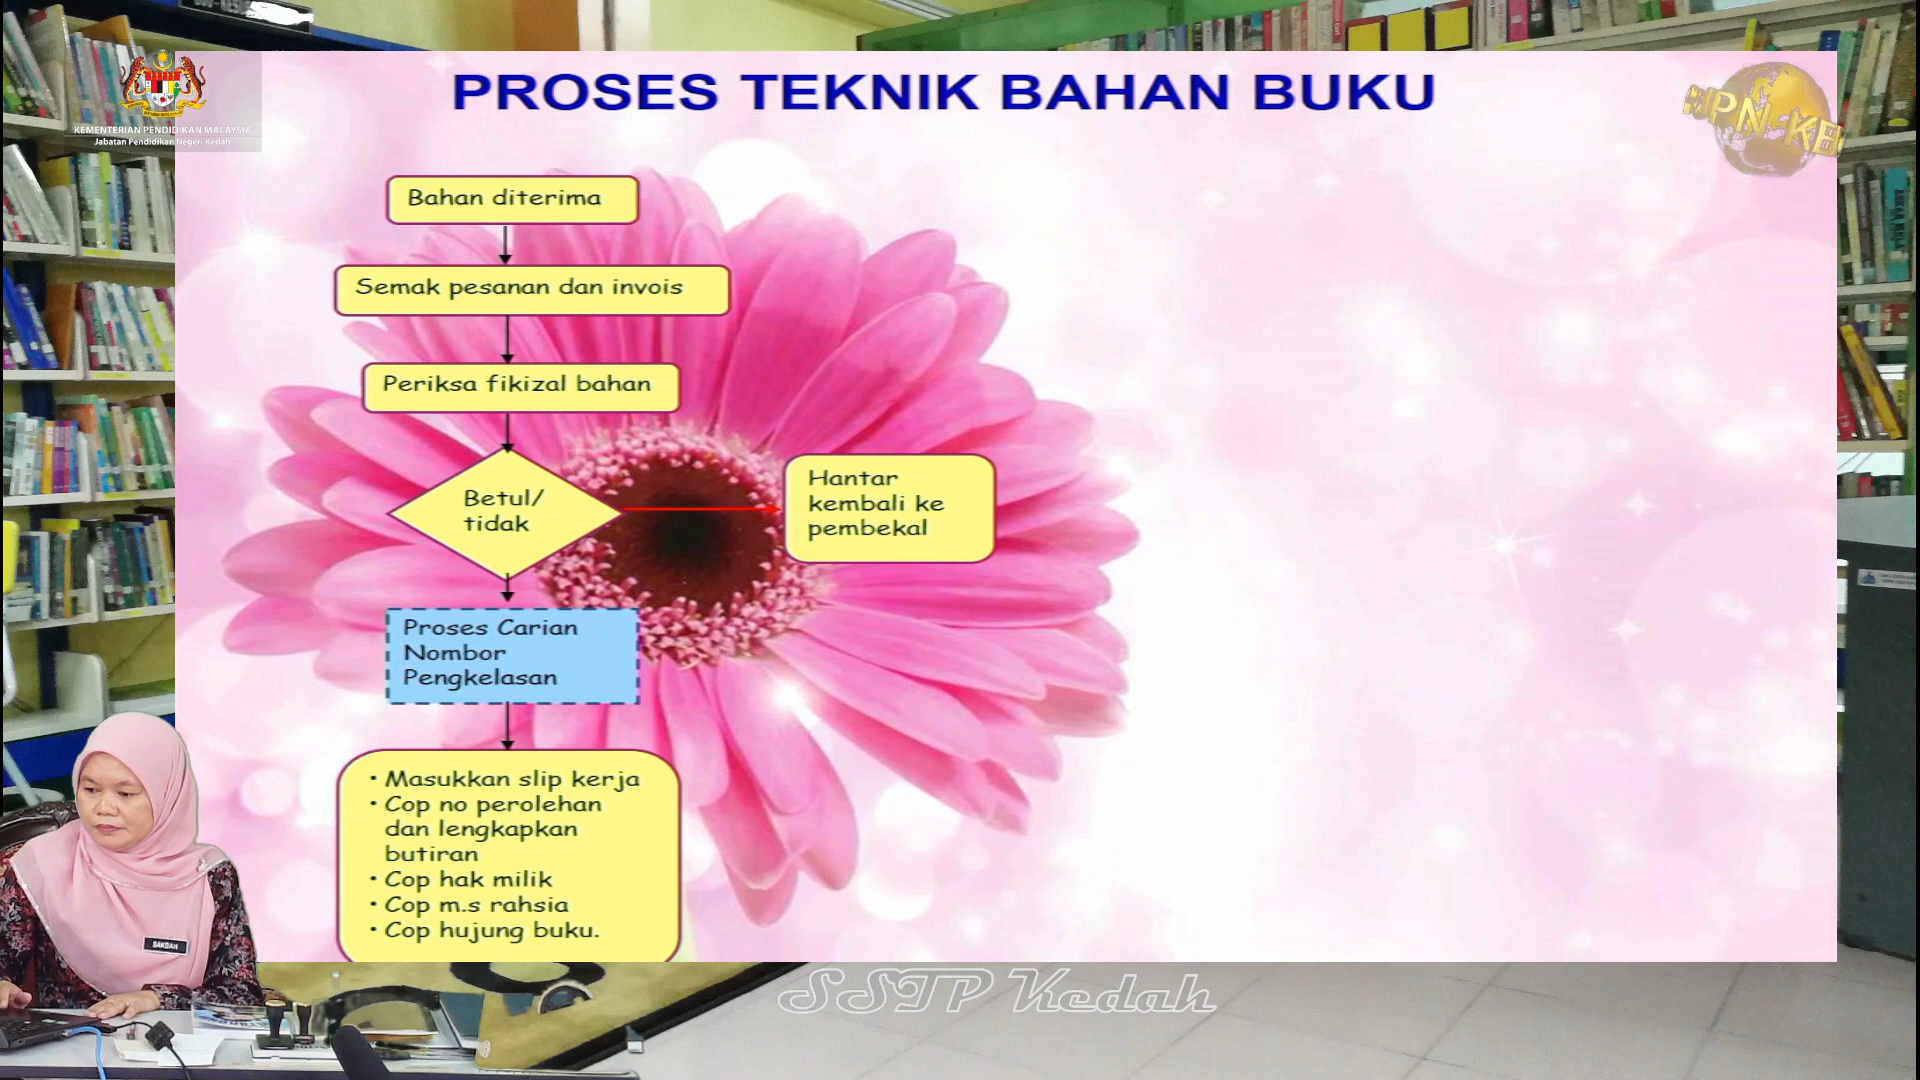 PROSES TEKNIK BAHAN BUKU
KEMENTERIAN PENDIDIKAN MALAYSIA
Jabatan Pendidikan Negeri Kedah
JPN KE
Bahan diterima
Semak pesanan dan invois
Periksa fikizal bahan
Betul/
tidak
Hantar
kembali ke
pembekal
Proses Carian
Nombor
Pengkelasan
• Masukkan slip kerja
• Cop no perolehan
dan lengkapkan
butiran
• Cop hak milik
• Cop m.s rahsia
• Cop hujung buku.
SSTP Kedah